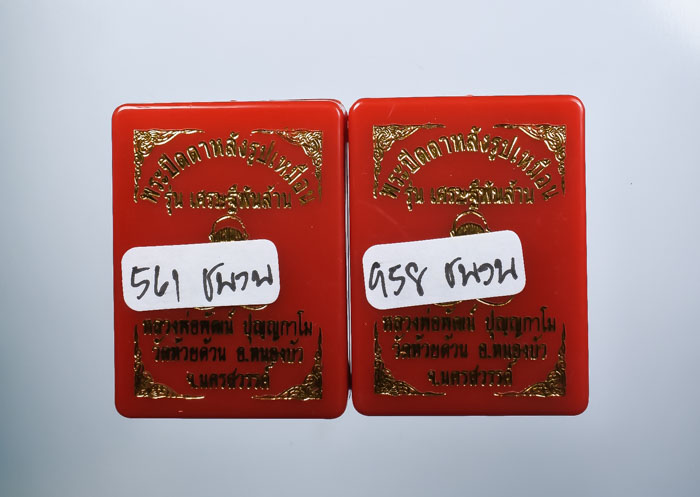 พระปิดตาหลังรูปเหมือน
รุ่น เศรษฐีพันล้าน
561 ชนวน
หลวงพ่อพัฒน์ ปุญญกาโม
วัดห้วยด้วน อ.หนองบัว
จ.นครสวรรค์
พระปิดตาหลังรูปเหมือน
รุ่น เศรษฐีพันล้าน
958 ชนวน
หลวงพ่อพัฒน์ ปุญญกาโม
วัดห้วยด้วน อ.หนองบัว
จ.นครสวรรค์